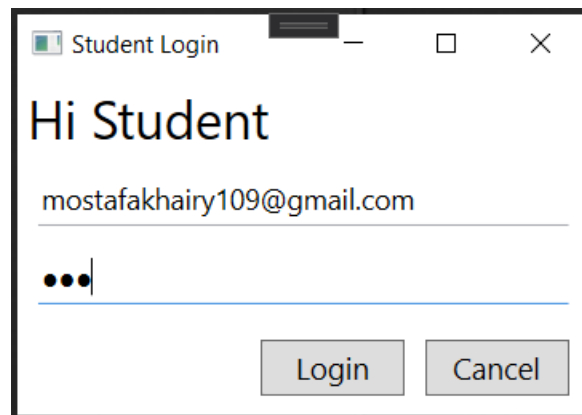 Student Login
Hi Student
mostafakhairy109@gmail.com
•••
Login Cancel